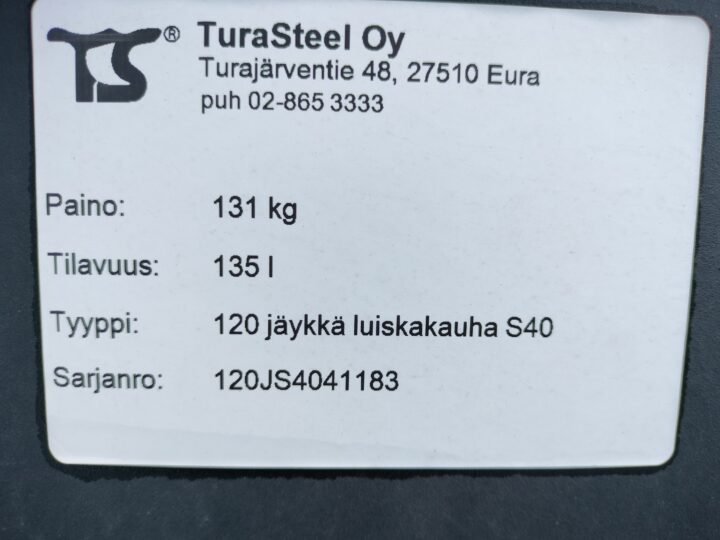 TS® TuraSteel Oy
Turajärventie 48, 27510 Eura
puh 02-865 3333
Paino: 131 kg
Tilavuus: 135 l
Tyyppi: 120 jäykkä luiskakauha S40
Sarjanro: 120JS4041183